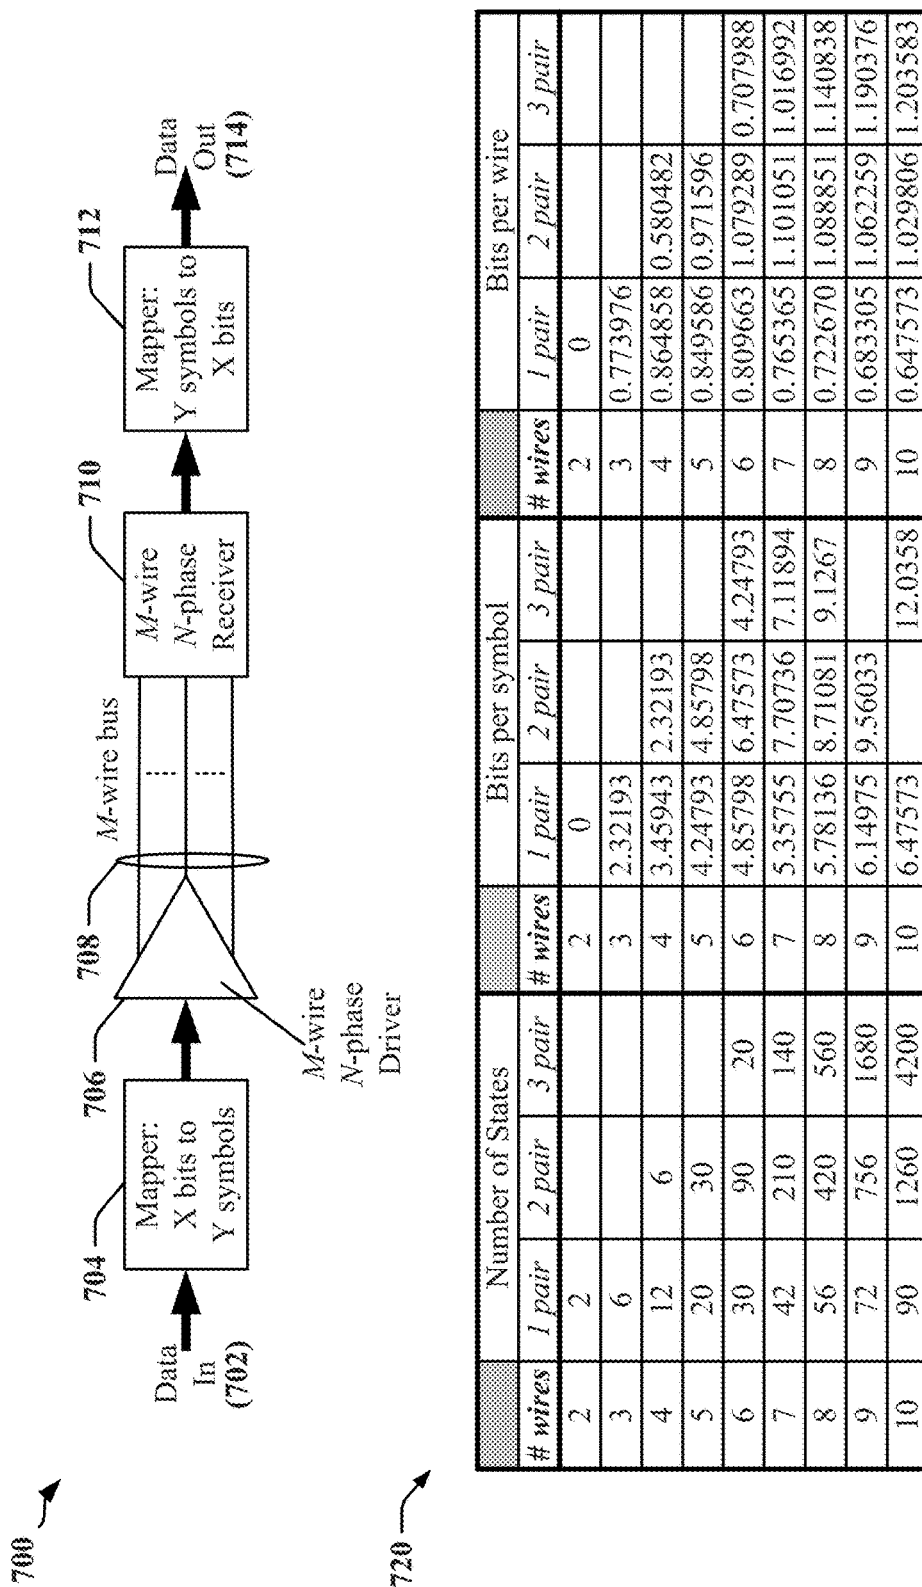 700
Data
In
(702)
704
Mapper:
X bits to
Y symbols
706
M-wire
N-phase
Driver
708
M-wire bus
710
M-wire
N-phase
Receiver
712
Mapper:
Y symbols to
X bits
Data
Out
(714)
720
Number of States Bits per symbol Bits per wire
# wires 1 pair 2 pair 3 pair # wires 1 pair 2 pair 3 pair # wires 1 pair 2 pair 3 pair
2 2 2 0 2 0
3 6 3 2.32193 3 0.773976
4 12 6 4 3.45943 2.32193 4 0.864858 0.580482
5 20 30 5 4.24793 4.85798 5 0.849586 0.971596
6 30 90 20 6 4.85798 6.47573 4.24793 6 0.809663 1.079289 0.707988
7 42 210 140 7 5.35755 7.70736 7.11894 7 0.765365 1.101051 1.016992
8 56 420 560 8 5.78136 8.71081 9.1267 8 0.722670 1.088851 1.140838
9 72 756 1680 9 6.14975 9.56033 9 0.683305 1.062259 1.190376
10 90 1260 4200 10 6.47573 12.0358 10 0.647573 1.029806 1.203583